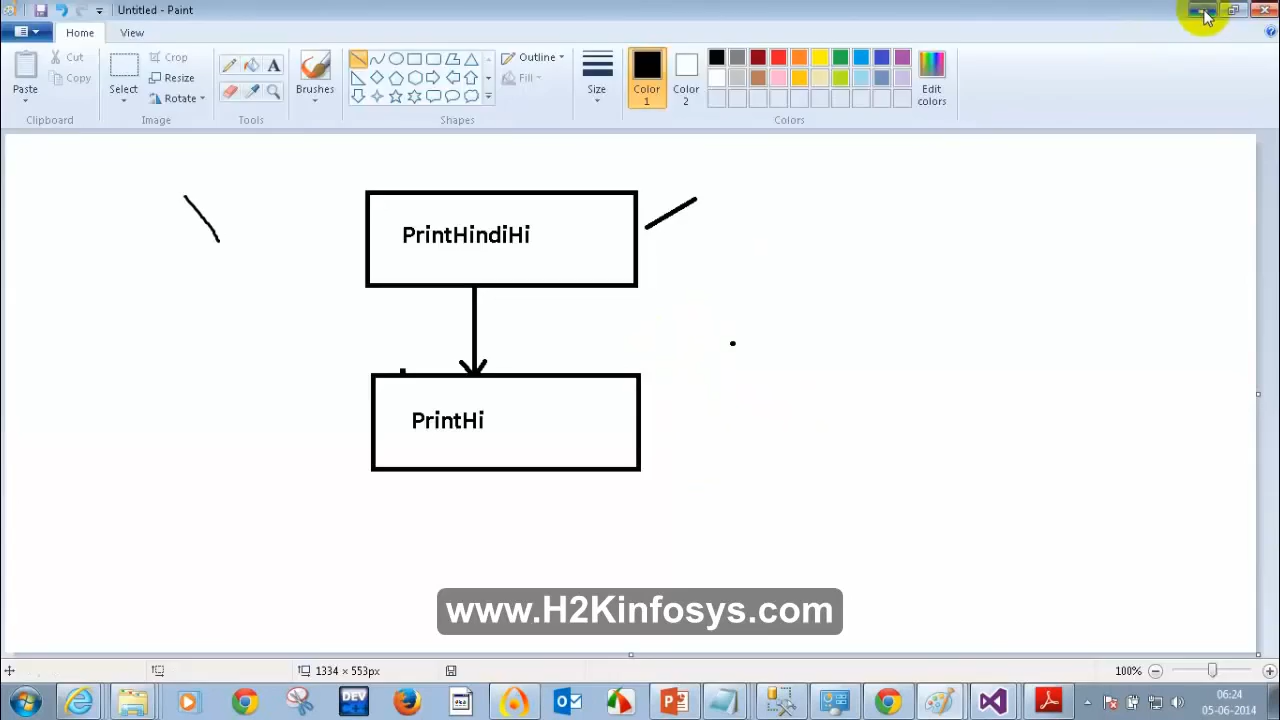 Untitled - Paint
Home View
Paste
Cut
Copy
Clipboard
Select
Crop
Resize
Rotate
Image
A
Tools
Brushes
Shapes
Outline
Fill
Size
Color 1
Color 2
Edit colors
Colors
PrintHindiHi
PrintHi
www.H2Kinfosys.com
1334 × 553px
100%
DEV
06:24
05-06-2014